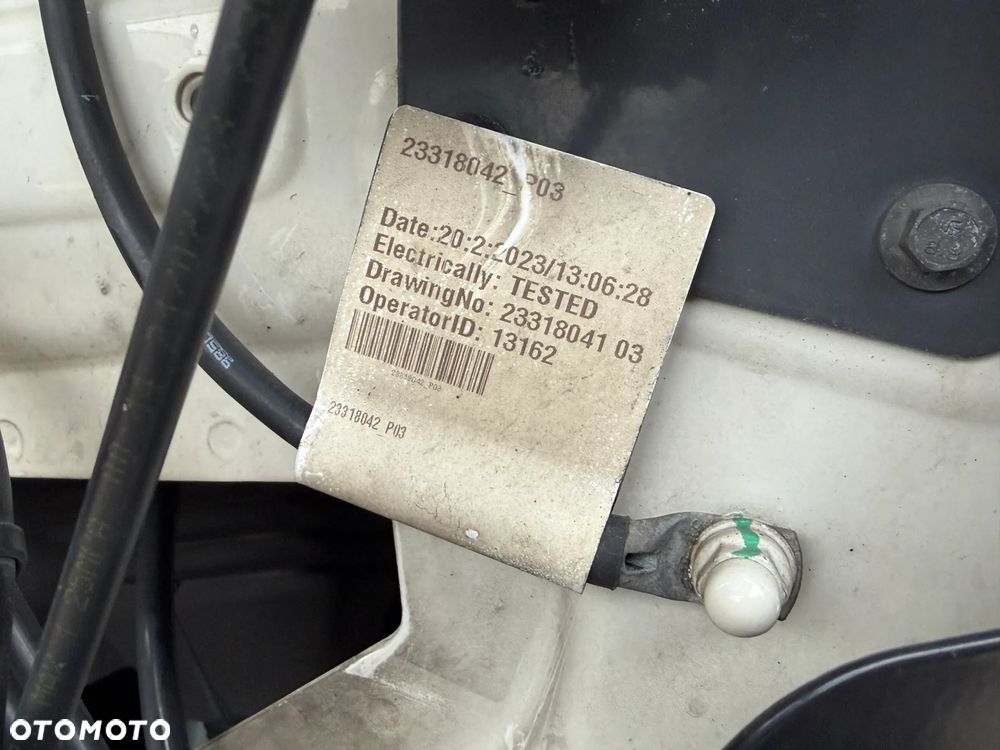 23318042_P03
Date:20:2:2023/13:06:28
Electrically: TESTED
DrawingNo: 23318041 03
OperatorID: 13162
23318042_P03
23318042_P03
OTOMOTO